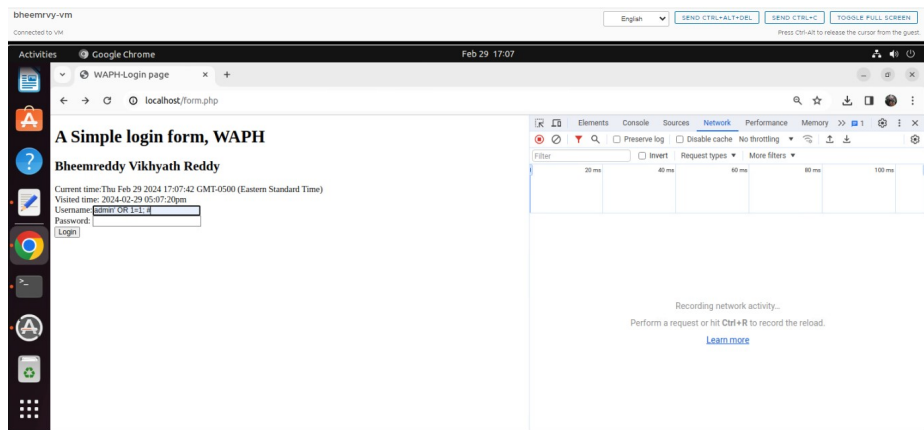 bheemrvy-vm
English SEND CTRL+ALT+DEL SEND CTRL+C TOGGLE FULL SCREEN
Connected to VM
Press Ctrl-Alt to release the cursor from the guest.
Activities Google Chrome Feb 29 17:07
WAPH-Login page
localhost/form.php
Elements Console Sources Network Performance Memory 1
Preserve log Disable cache No throttling
Filter Invert Request types More filters
20 ms 40 ms 60 ms 80 ms 100 ms
A Simple login form, WAPH
Bheemreddy Vikhyath Reddy
Current time:Thu Feb 29 2024 17:07:42 GMT-0500 (Eastern Standard Time)
Visited time: 2024-02-29 05:07:20pm
Username: admin' OR 1=1; #
Password:
Login
Recording network activity...
Perform a request or hit Ctrl+R to record the reload.
Learn more